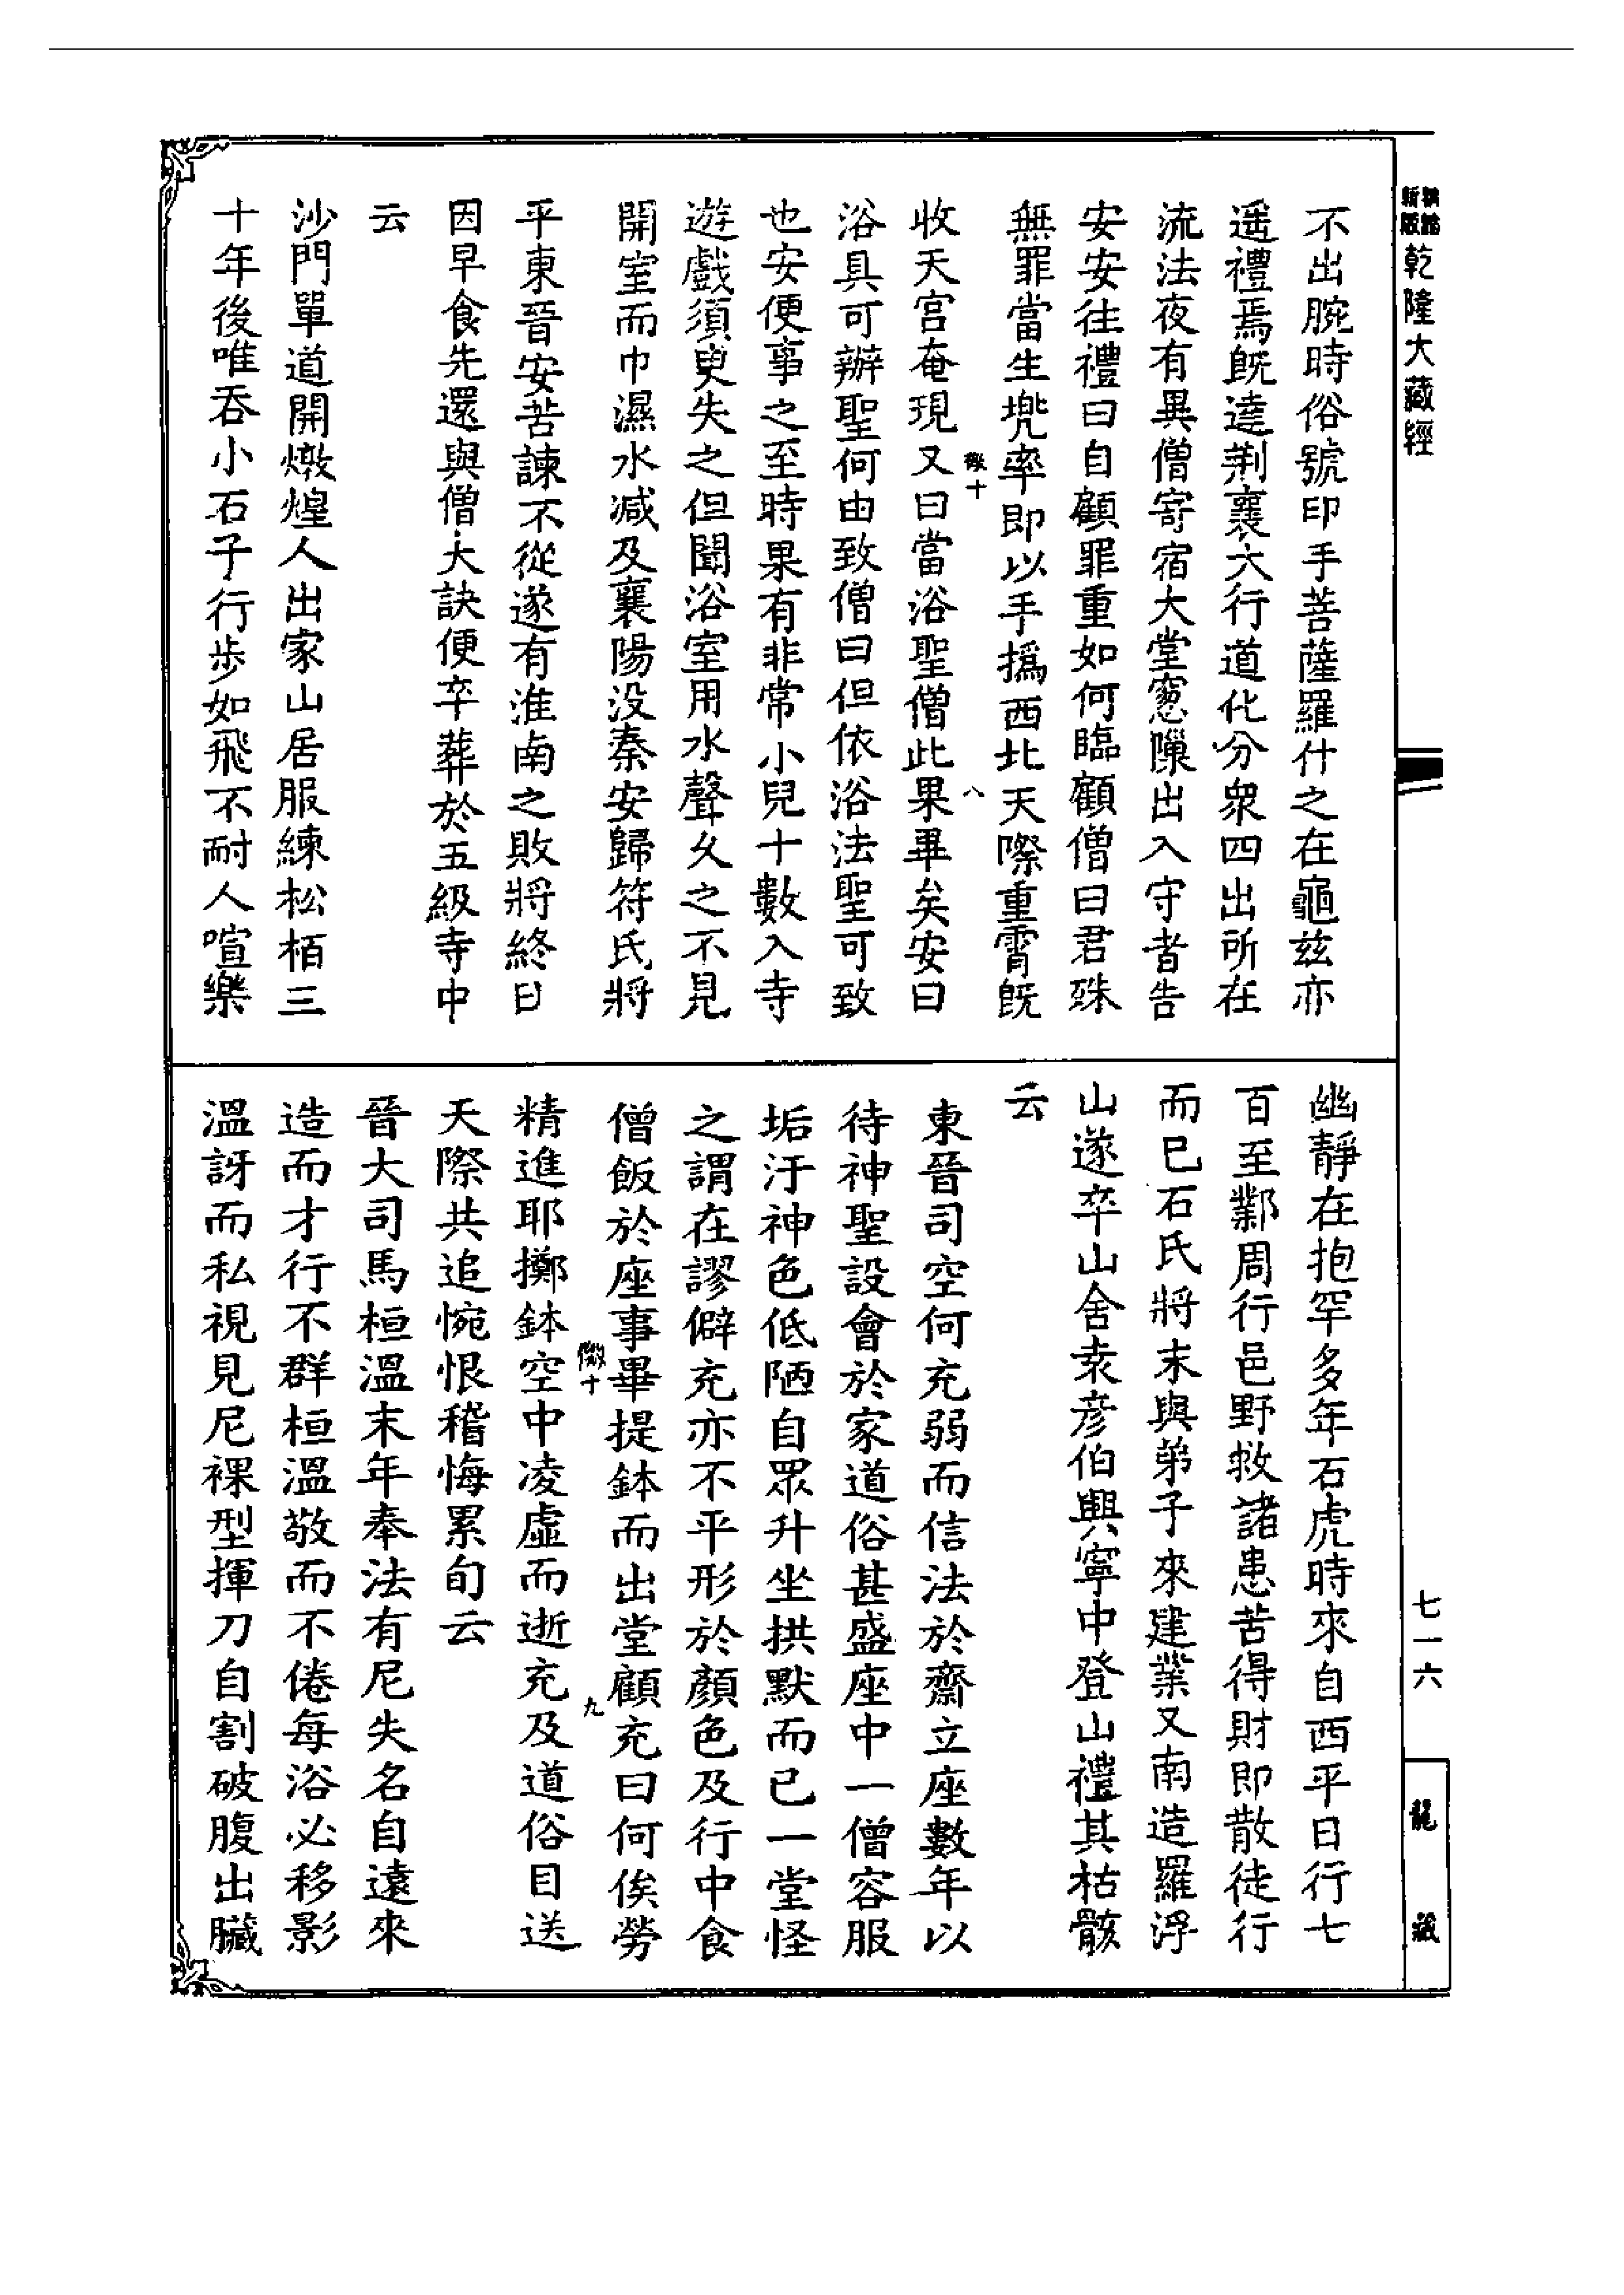 乾隆大藏經
不出腕時俗號印手菩薩羅什之在龜茲亦
遥禮焉旣達荆襄大行道化分衆四出所在
流法夜有異僧寄宿大堂窓隟出入守者告
安安往禮曰自顧罪重如何臨顧僧曰君殊
無罪當生兠率即以手撝西北天際重霄旣
收天宫奄現又曰當浴聖僧此果畢矣安曰
浴具可辦聖何由致僧曰但依浴法聖可致
也安便事之至時果有非常小兒十數入寺
遊戲須臾失之但聞浴室用水聲久之不見
開室而巾濕水减及襄陽没秦安歸符氏將
平東晉安苦諫不從遂有淮南之敗將終日
因早食先還與僧大訣便卒葬於五級寺中
云
沙門單道開燉煌人出家山居服練松栢三
十年後唯吞小石子行步如飛不耐人喧樂
幽靜在抱罕多年石虎時來自西平日行七
百至鄴周行邑野救諸患苦得財即散徒行
而已石氏將末與弟子來建業又南造羅浮
山遂卒山舍袁彦伯興寧中登山禮其枯骸
云
東晉司空何充弱而信法於齋立座數年以
待神聖設會於家道俗甚盛座中一僧容服
垢汙神色低陋自眾升坐拱默而已一堂怪
之謂在謬僻充亦不平形於顏色及行中食
僧飯於座事畢提鉢而出堂顧充曰何俟勞
精進耶擲鉢空中凌虛而逝充及道俗目送
天際共追惋恨稽悔累旬云
晉大司馬桓溫末年奉法有尼失名自遠來
造而才行不群桓溫敬而不倦每浴必移影
溫訝而私視見尼裸型揮刀自割破腹出臟
七一六
龍藏